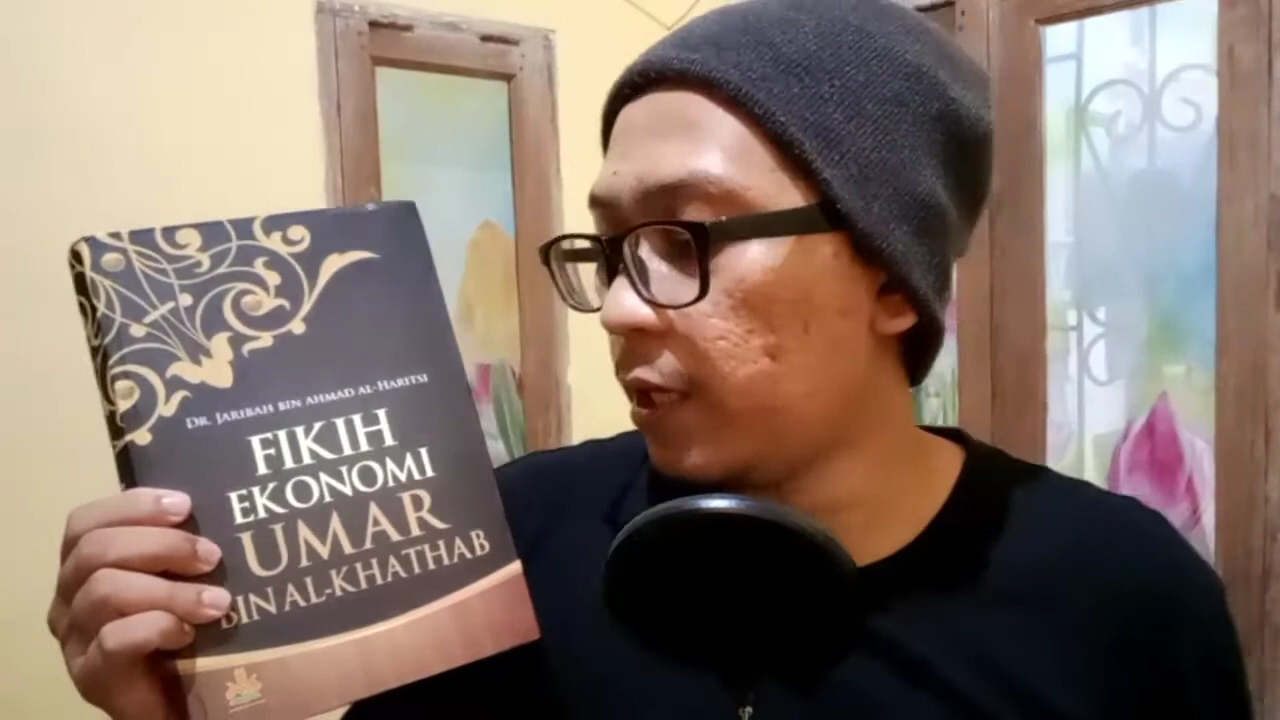 DR. JARIBAH BIN AHMAD AL-HARITSI
FIKIH
EKONOMI
UMAR
BIN AL-KHATHAB